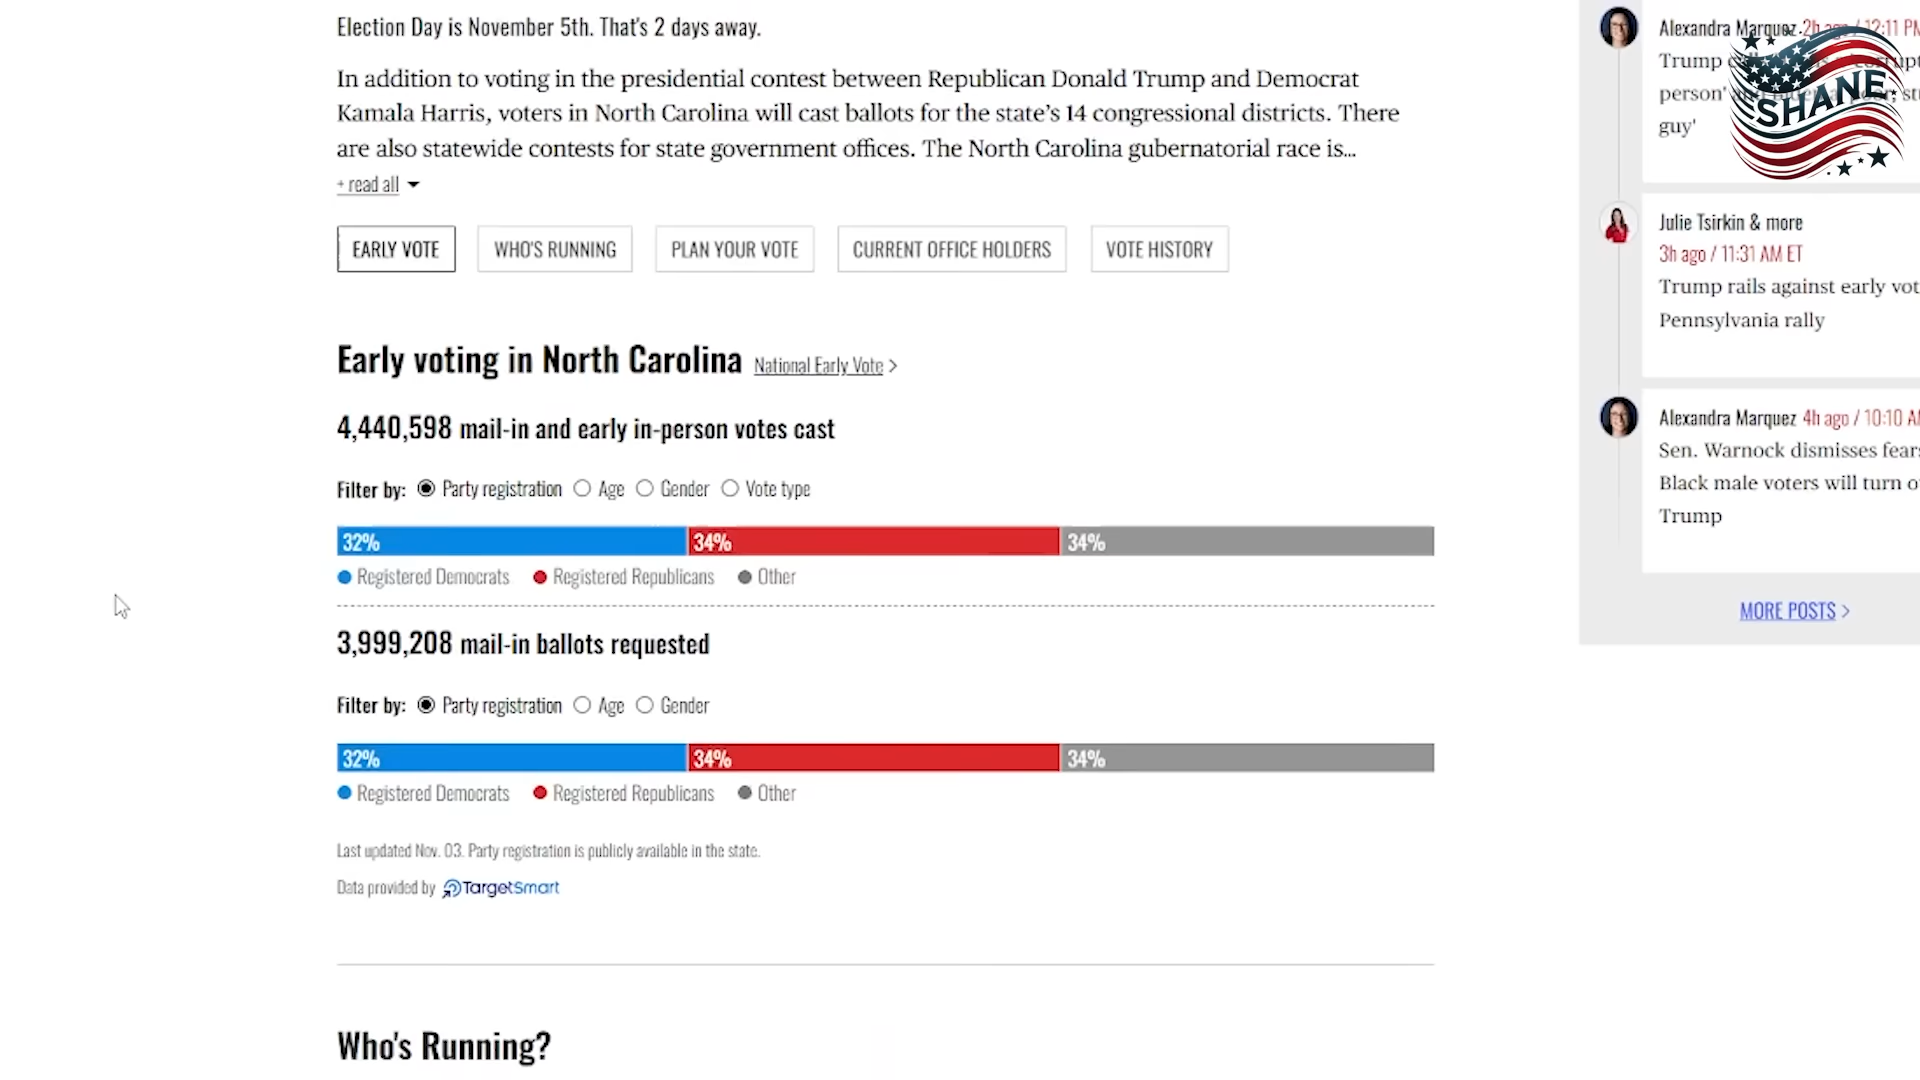 Election Day is November 5th. That's 2 days away.
In addition to voting in the presidential contest between Republican Donald Trump and Democrat
Kamala Harris, voters in North Carolina will cast ballots for the state’s 14 congressional districts. There
are also statewide contests for state government offices. The North Carolina gubernatorial race is...
+ read all
EARLY VOTE
WHO'S RUNNING
PLAN YOUR VOTE
CURRENT OFFICE HOLDERS
VOTE HISTORY
Early voting in North Carolina National Early Vote >
4,440,598 mail-in and early in-person votes cast
Filter by: Party registration Age Gender Vote type
32% 34% 34%
Registered Democrats Registered Republicans Other
3,999,208 mail-in ballots requested
Filter by: Party registration Age Gender
32% 34% 34%
Registered Democrats Registered Republicans Other
Last updated Nov. 03. Party registration is publicly available in the state.
Data provided by TargetSmart
Who's Running?
Alexandra Marquez 2h ago / 12:11 PM
Trump
person'
guy'
SHANE
Julie Tsirkin & more
3h ago / 11:31 AM ET
Trump rails against early vot
Pennsylvania rally
Alexandra Marquez 4h ago / 10:10 AM
Sen. Warnock dismisses fears
Black male voters will turn o
Trump
MORE POSTS >